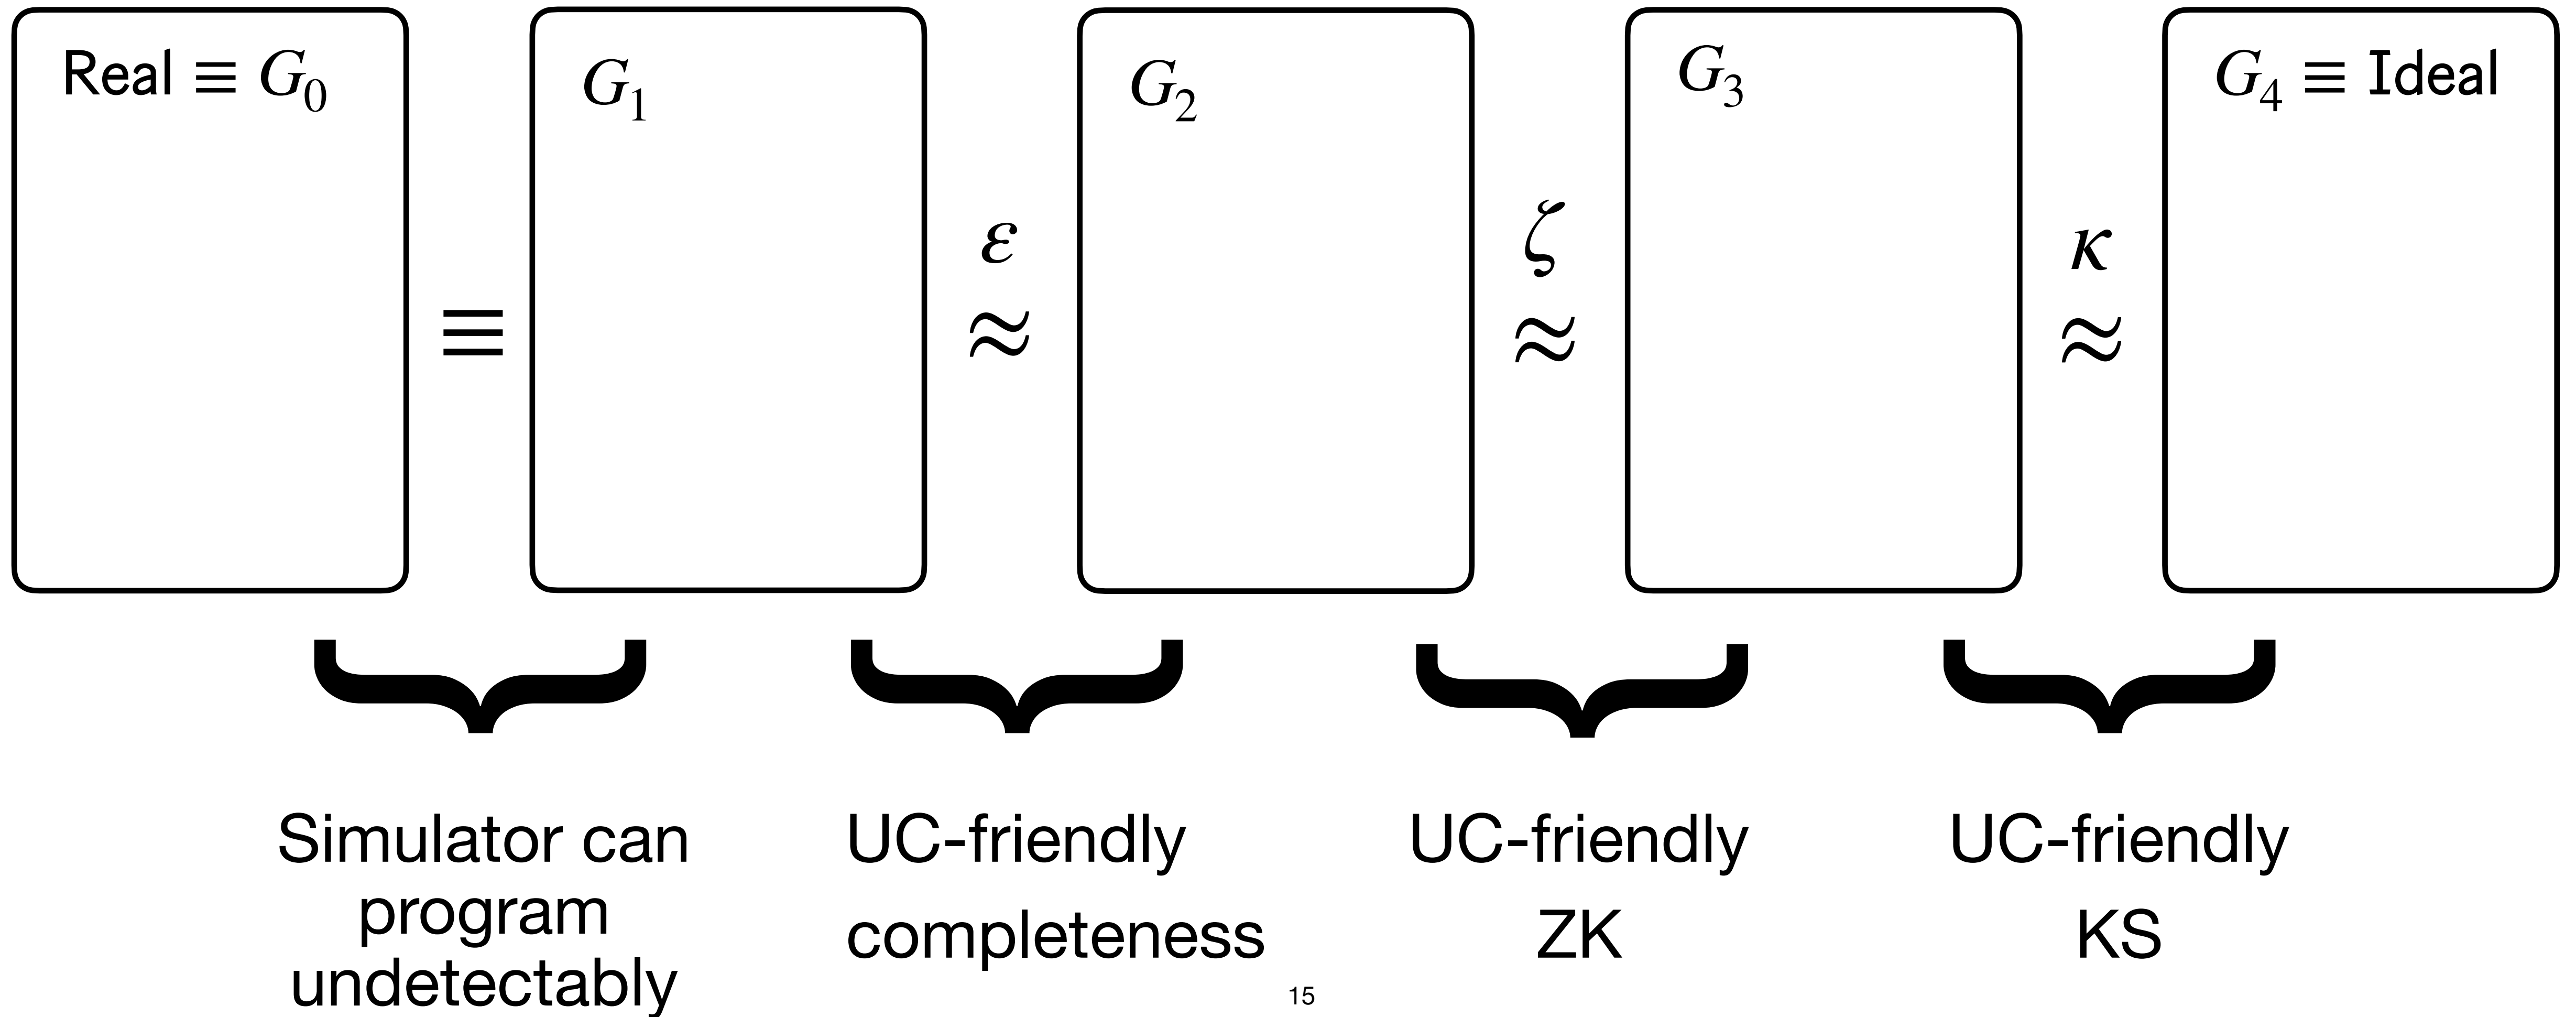 Real ≡ G₀
G₁
G₂
G₃
G₄ ≡ Ideal
≡
ε
≈
ζ
≈
κ
≈
Simulator can
program
undetectably
UC-friendly
completeness
UC-friendly
ZK
UC-friendly
KS
15